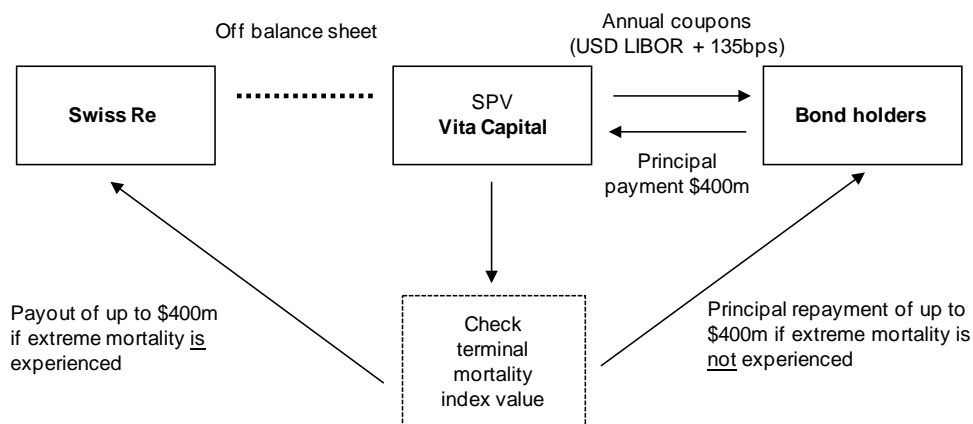 Off balance sheet
Annual coupons
(USD LIBOR + 135bps)
Swiss Re
SPV
Vita Capital
Bond holders
Principal
payment $400m
Payout of up to $400m
if extreme mortality is
experienced
Check
terminal
mortality
index value
Principal repayment of up to
$400m if extreme mortality is
not experienced